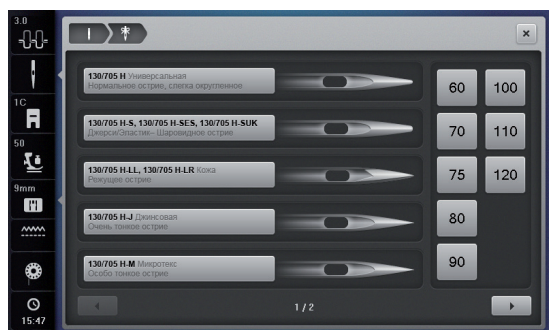 3.0
1C
50
9mm
15:47
130/705 H Универсальная
Нормальное острие, слегка округленное
130/705 H-S, 130/705 H-SES, 130/705 H-SUK
Джерси/Эластик– Шаровидное острие
130/705 H-LL, 130/705 H-LR Кожа
Режущее острие
130/705 H-J Джинсовая
Очень тонкое острие
130/705 H-M Микротекс
Особо тонкое острие
60 100
70 110
75 120
80
90
1 / 2